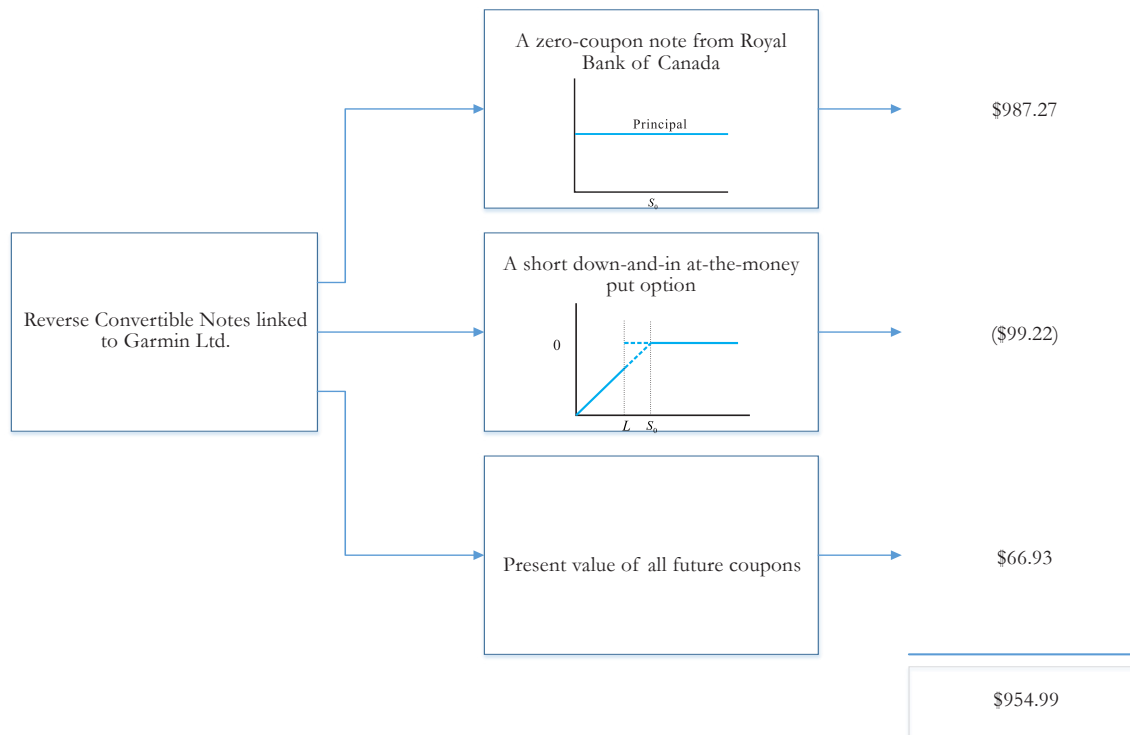 A zero-coupon note from Royal
Bank of Canada
Principal
S₀
$987.27
Reverse Convertible Notes linked
to Garmin Ltd.
A short down-and-in at-the-money
put option
0
L S₀
($99.22)
Present value of all future coupons
$66.93
$954.99